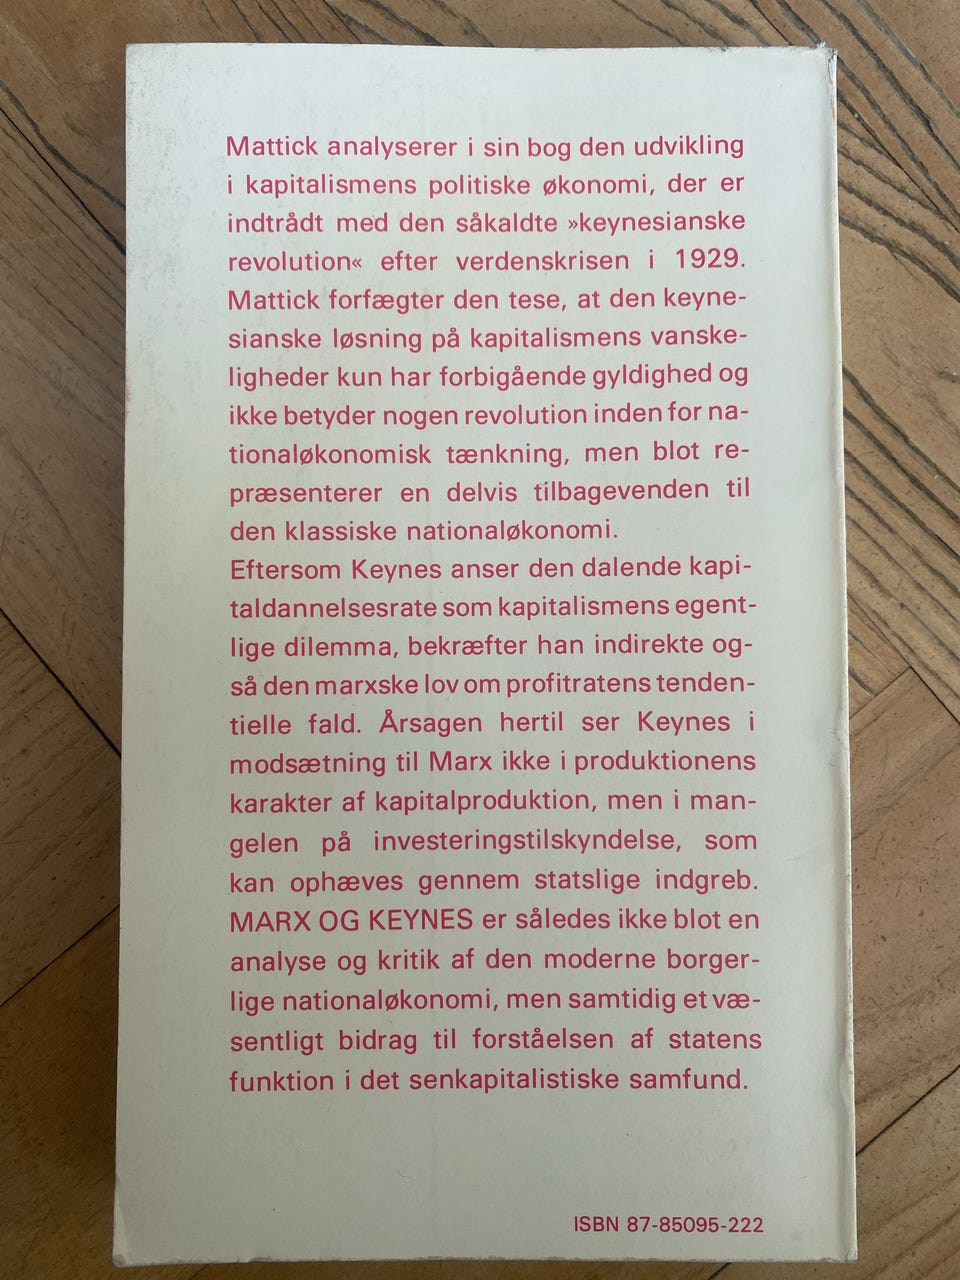 Mattick analyserer i sin bog den udvikling
i kapitalismens politiske økonomi, der er
indtrådt med den såkaldte »keynesianske
revolution« efter verdenskrisen i 1929.
Mattick forfægter den tese, at den keyne-
sianske løsning på kapitalismens vanske-
ligheder kun har forbigående gyldighed og
ikke betyder nogen revolution inden for na-
tionaløkonomisk tænkning, men blot re-
præsenterer en delvis tilbagevenden til
den klassiske nationaløkonomi.
Eftersom Keynes anser den dalende kapi-
taldannelsesrate som kapitalismens egent-
lige dilemma, bekræfter han indirekte og-
så den marxske lov om profitratens tenden-
tielle fald. Årsagen hertil ser Keynes i
modsætning til Marx ikke i produktionens
karakter af kapitalproduktion, men i man-
gelen på investeringstilskyndelse, som
kan ophæves gennem statslige indgreb.
MARX OG KEYNES er således ikke blot en
analyse og kritik af den moderne borger-
lige nationaløkonomi, men samtidig et væ-
sentligt bidrag til forståelsen af statens
funktion i det senkapitalistiske samfund.
ISBN 87-85095-222